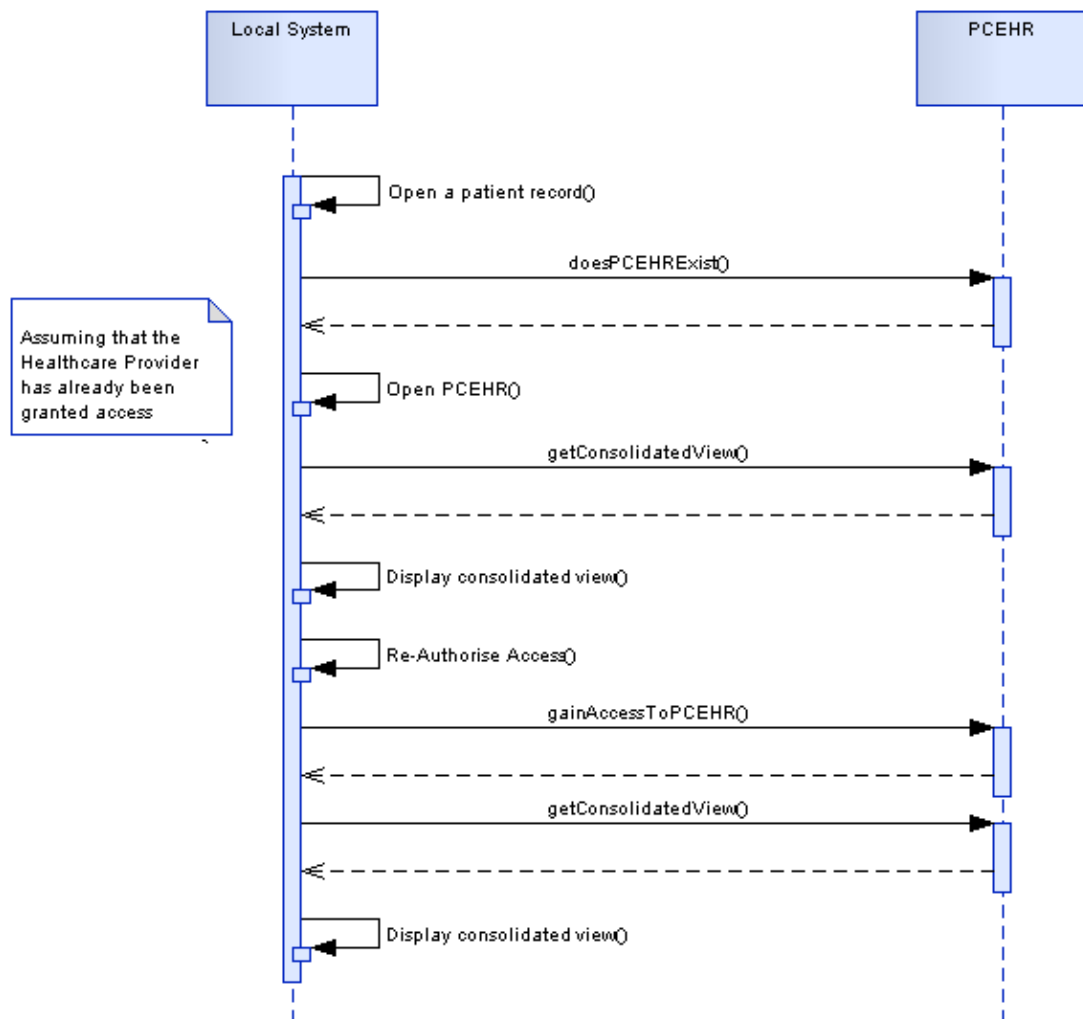 Local System
PCEHR
Open a patient record()
doesPCEHRExist()
Assuming that the
Healthcare Provider
has already been
granted access
Open PCEHR()
getConsolidatedView()
Display consolidated view()
Re-Authorise Access()
gainAccessToPCEHR()
getConsolidatedView()
Display consolidated view()